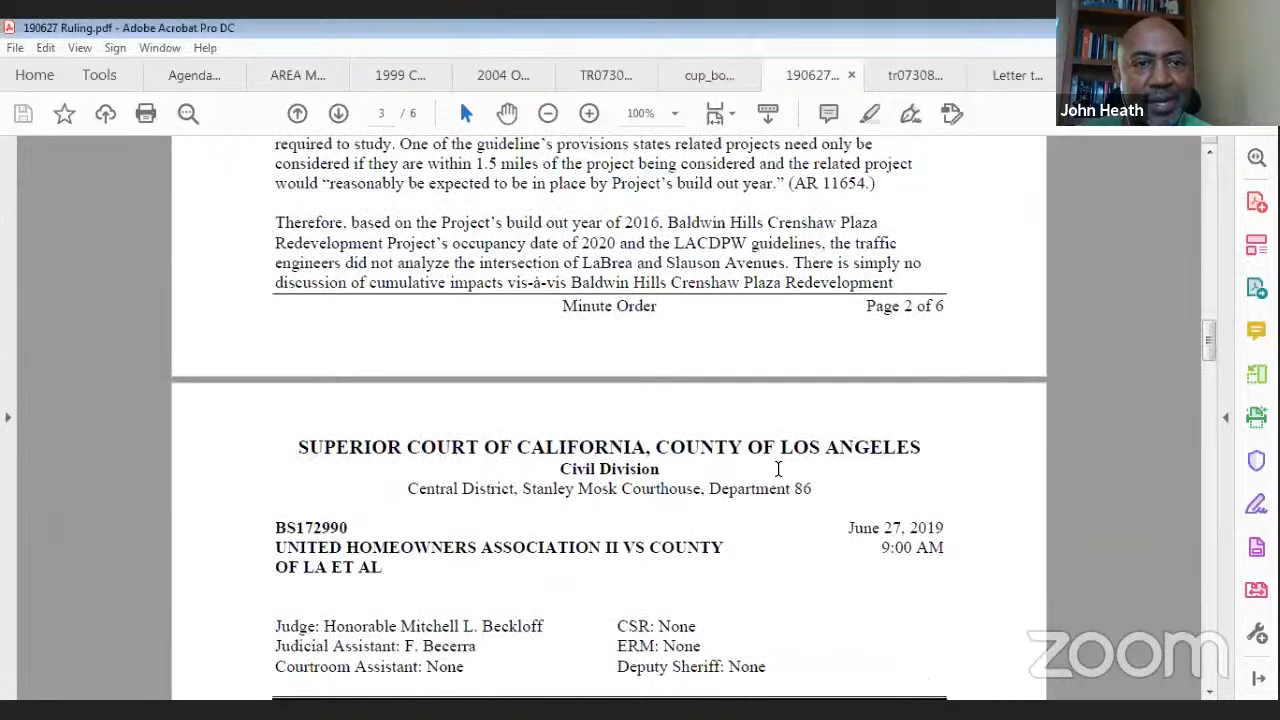 190627 Ruling.pdf - Adobe Acrobat Pro DC
File Edit View Sign Window Help
Home Tools Agenda... AREA M... 1999 C... 2004 O... TR0730... cup_bo... 190627... × tr07308... Letter t...
3 / 6 100%
John Heath
required to study. One of the guideline's provisions states related projects need only be
considered if they are within 1.5 miles of the project being considered and the related project
would “reasonably be expected to be in place by Project's build out year.” (AR 11654.)
Therefore, based on the Project's build out year of 2016, Baldwin Hills Crenshaw Plaza
Redevelopment Project's occupancy date of 2020 and the LACDPW guidelines, the traffic
engineers did not analyze the intersection of LaBrea and Slauson Avenues. There is simply no
discussion of cumulative impacts vis-à-vis Baldwin Hills Crenshaw Plaza Redevelopment
Minute Order Page 2 of 6
SUPERIOR COURT OF CALIFORNIA, COUNTY OF LOS ANGELES
Civil Division
Central District, Stanley Mosk Courthouse, Department 86
BS172990 June 27, 2019
UNITED HOMEOWNERS ASSOCIATION II VS COUNTY 9:00 AM
OF LA ET AL
Judge: Honorable Mitchell L. Beckloff CSR: None
Judicial Assistant: F. Becerra ERM: None
Courtroom Assistant: None Deputy Sheriff: None
zoom